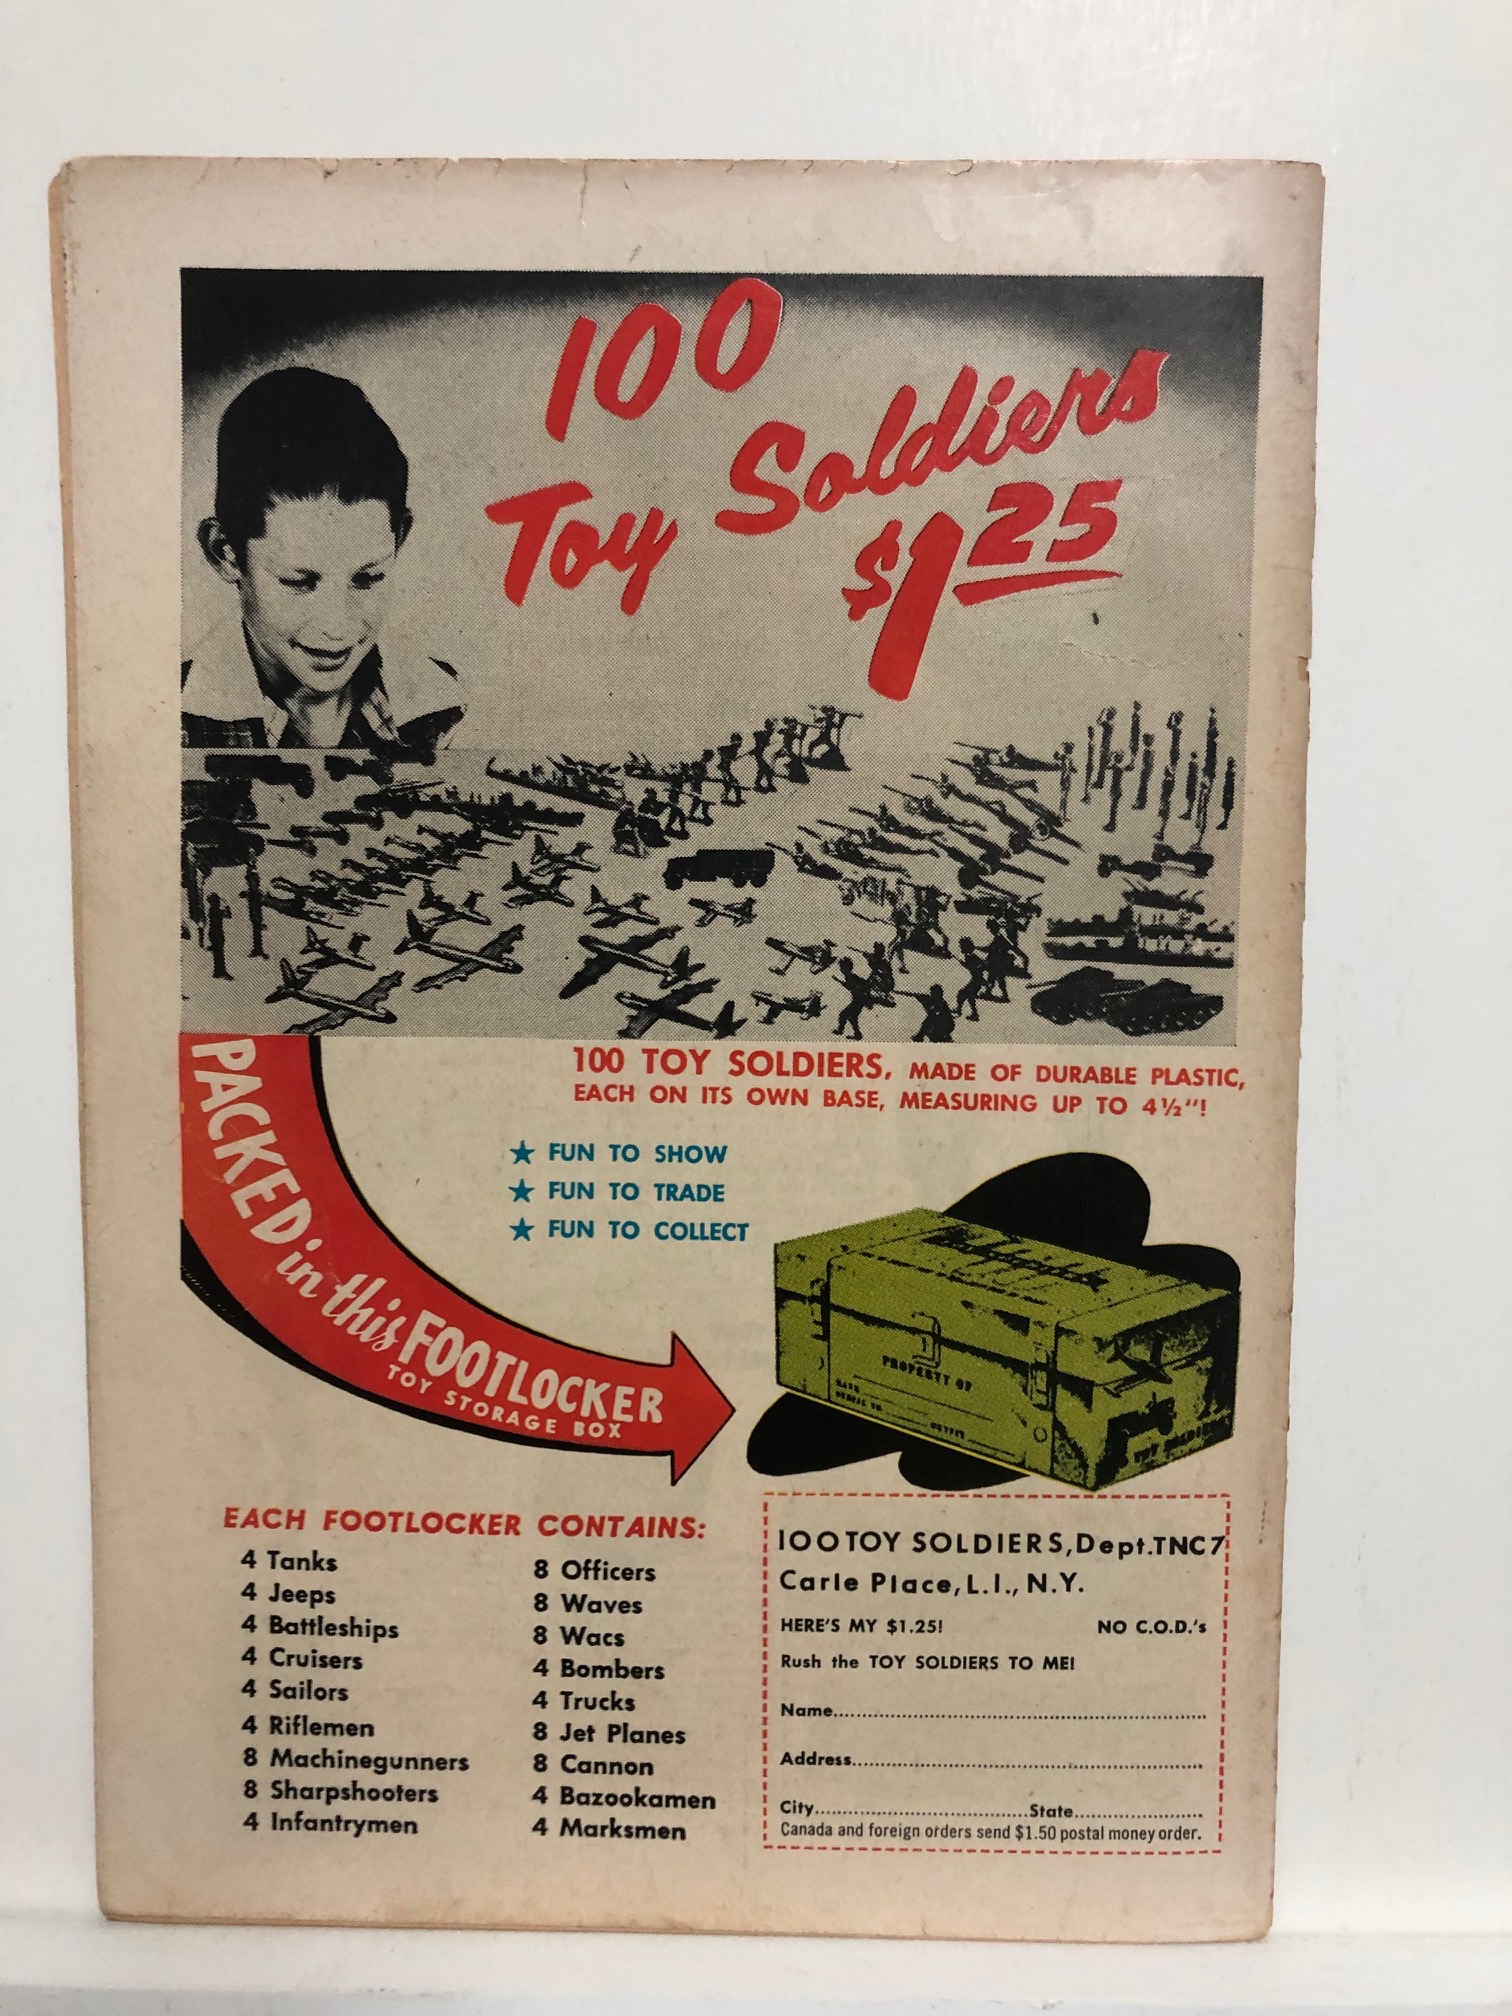 100
Toy Soldiers
$1 25
PACKED in this FOOTLOCKER
TOY STORAGE BOX
100 TOY SOLDIERS, MADE OF DURABLE PLASTIC,
EACH ON ITS OWN BASE, MEASURING UP TO 4½"!
★ FUN TO SHOW
★ FUN TO TRADE
★ FUN TO COLLECT
PROPERTY OF
TOY SOLDIERS
EACH FOOTLOCKER CONTAINS:
4 Tanks
4 Jeeps
4 Battleships
4 Cruisers
4 Sailors
4 Riflemen
8 Machinegunners
8 Sharpshooters
4 Infantrymen
8 Officers
8 Waves
8 Wacs
4 Bombers
4 Trucks
8 Jet Planes
8 Cannon
4 Bazookamen
4 Marksmen
100 TOY SOLDIERS, Dept. TNC7
Carle Place, L.I., N.Y.
HERE'S MY $1.25! NO C.O.D.'s
Rush the TOY SOLDIERS TO ME!
Name
Address
City State
Canada and foreign orders send $1.50 postal money order.